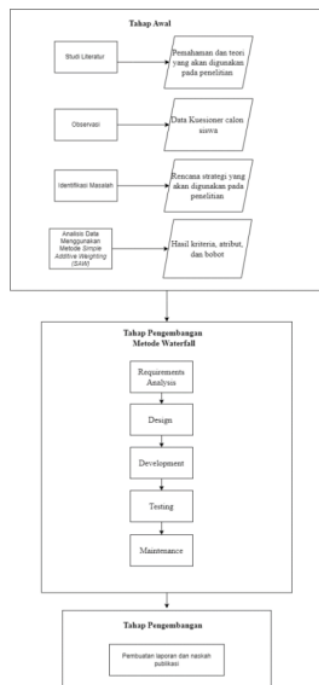 Tahap Awal
Studi Literatur
Pemahaman dan teori
yang akan digunakan
pada penelitian
Observasi
Data Kuesioner calon
siswa
Identifikasi Masalah
Rencana strategi yang
akan digunakan pada
penelitian
Analisis Data
Menggunakan
Metode Simple
Additive Weighting
(SAW)
Hasil kriteria, atribut,
dan bobot
Tahap Pengembangan
Metode Waterfall
Requirements
Analysis
Design
Development
Testing
Maintenance
Tahap Pengembangan
Pembuatan laporan dan naskah
publikasi